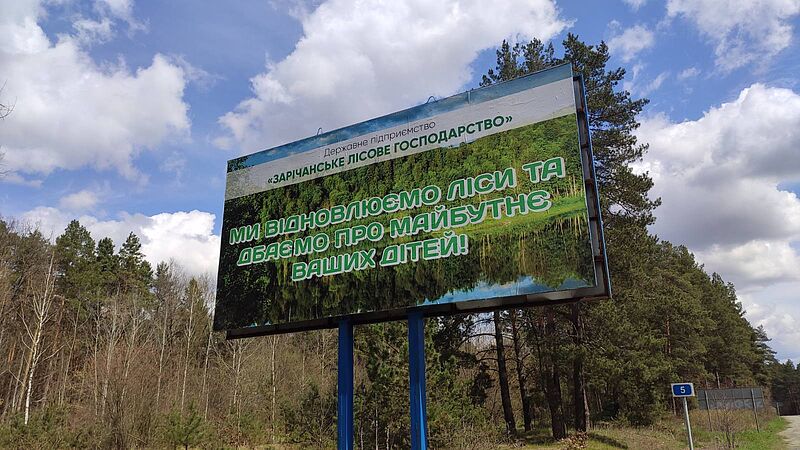 Державне підприємство
«ЗАРІЧАНСЬКЕ ЛІСОВЕ ГОСПОДАРСТВО»
МИ ВІДНОВЛЮЄМО ЛІСИ ТА
ДБАЄМО ПРО МАЙБУТНЄ
ВАШИХ ДІТЕЙ!
5